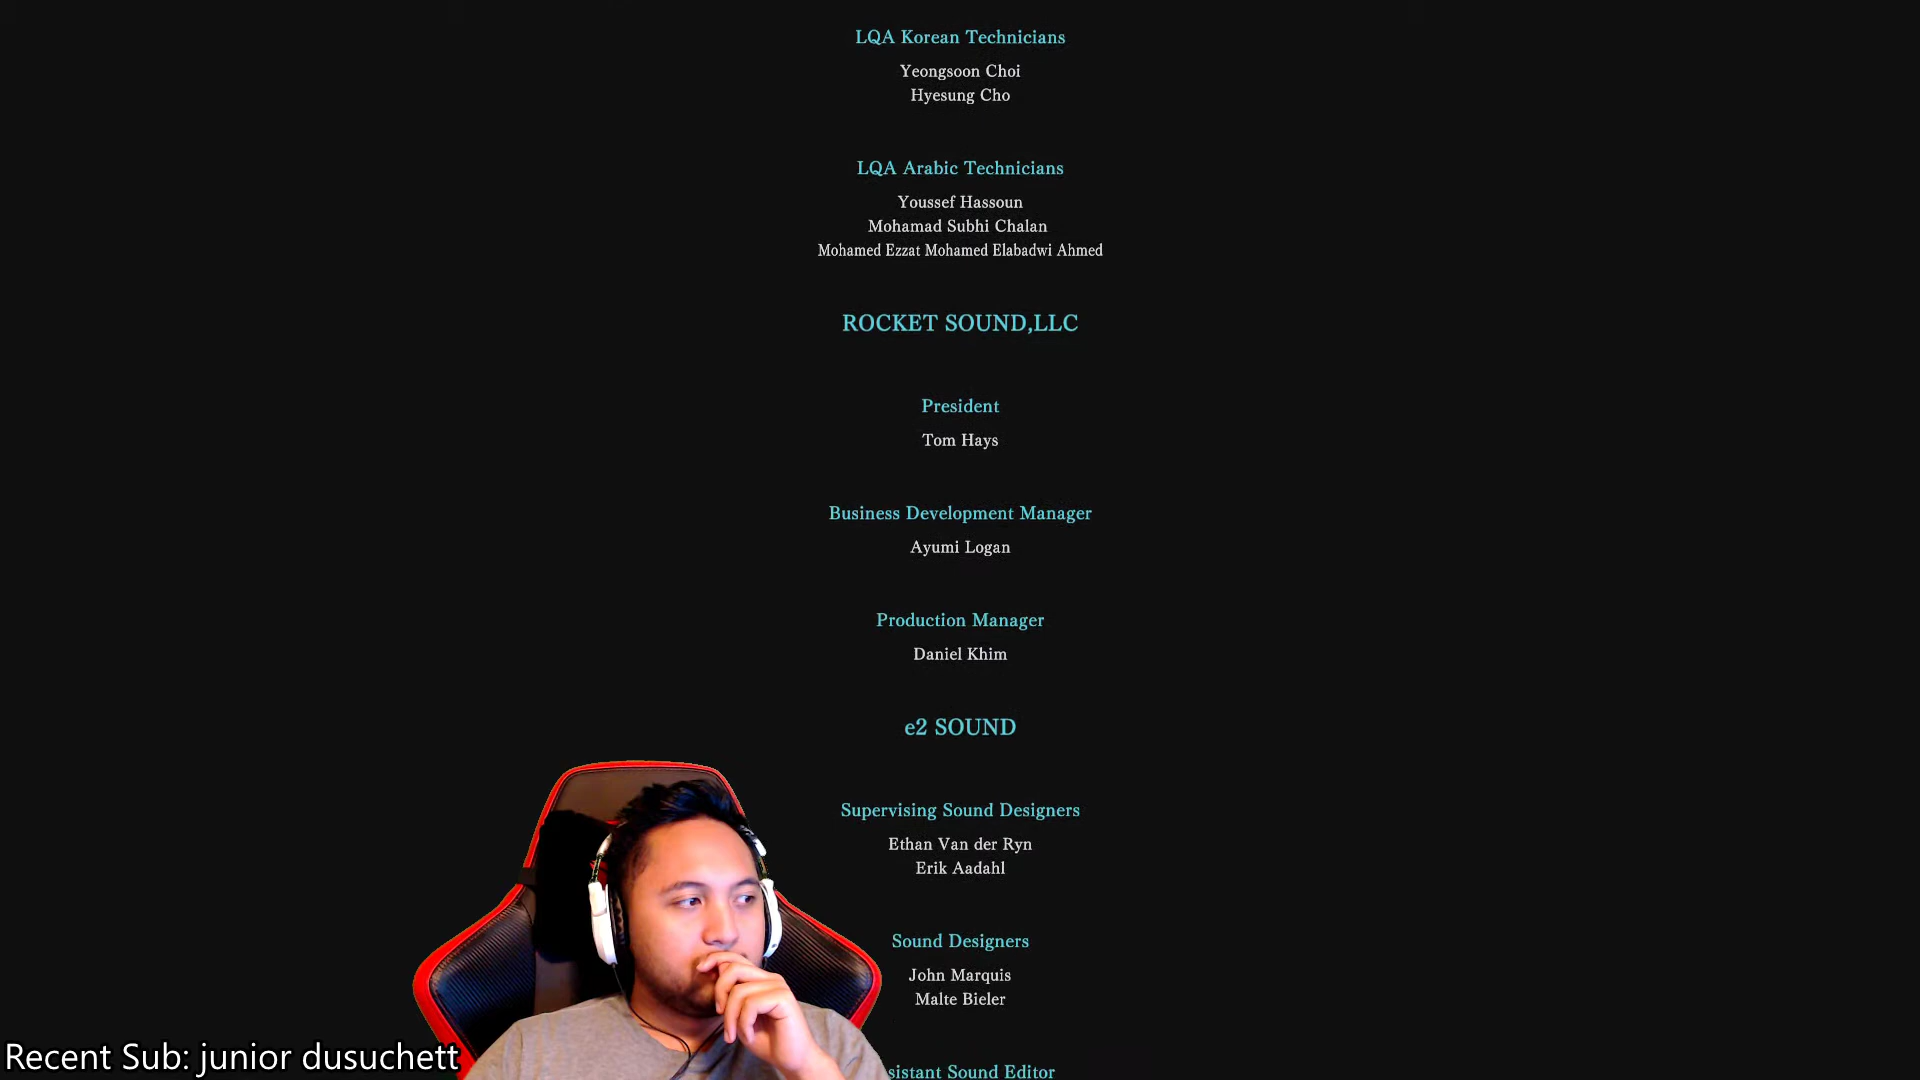 LQA Korean Technicians
Yeongsoon Choi
Hyesung Cho
LQA Arabic Technicians
Youssef Hassoun
Mohamad Subhi Chalan
Mohamed Ezzat Mohamed Elabadwi Ahmed
ROCKET SOUND,LLC
President
Tom Hays
Business Development Manager
Ayumi Logan
Production Manager
Daniel Khim
e2 SOUND
Supervising Sound Designers
Ethan Van der Ryn
Erik Aadahl
Sound Designers
John Marquis
Malte Bieler
Sound Editor
Recent Sub: junior dusuchett